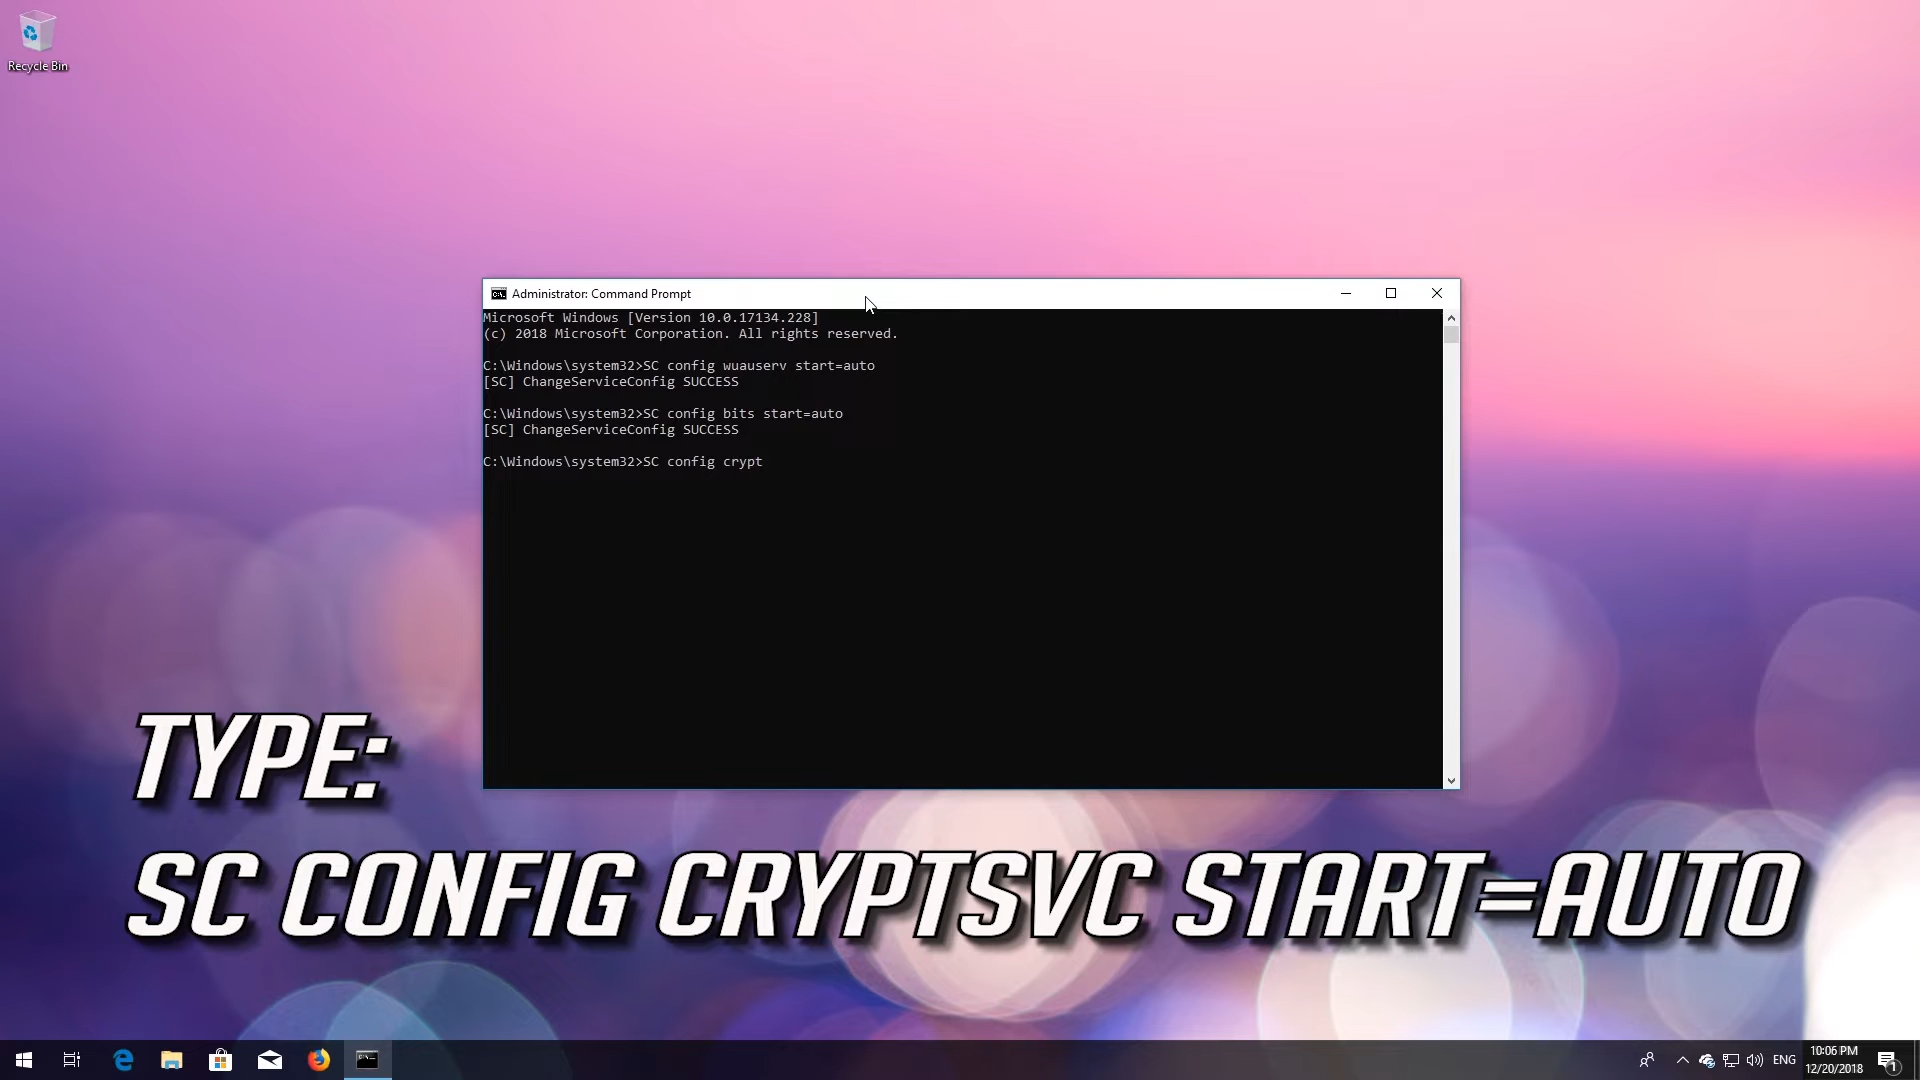 Recycle Bin
Administrator: Command Prompt
Microsoft Windows [Version 10.0.17134.228]
(c) 2018 Microsoft Corporation. All rights reserved.
C:\Windows\system32>SC config wuauserv start=auto
[SC] ChangeServiceConfig SUCCESS
C:\Windows\system32>SC config bits start=auto
[SC] ChangeServiceConfig SUCCESS
C:\Windows\system32>SC config crypt
TYPE:
SC CONFIG CRYPTSVC START=AUTO
ENG
10:06 PM
12/20/2018
1